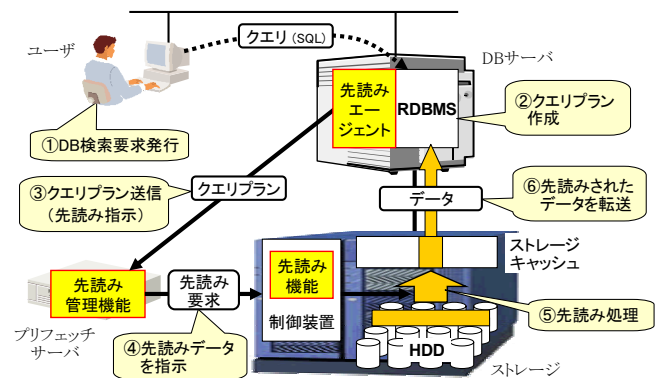 ユーザ
クエリ (SQL)
DBサーバ
先読み
エー
ジェント
RDBMS
②クエリプラン
作成
①DB検索要求発行
③クエリプラン送信
(先読み指示)
クエリプラン
データ
⑥先読みされた
データを転送
ストレージ
キャッシュ
先読み
管理機能
先読み
要求
先読み
機能
制御装置
⑤先読み処理
プリフェッチ
サーバ
④先読みデータ
を指示
HDD
ストレージ